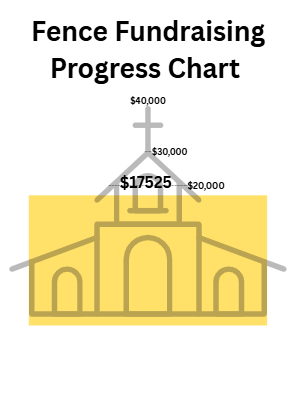 Fence Fundraising
Progress Chart
$40,000
$30,000
$17525
$20,000